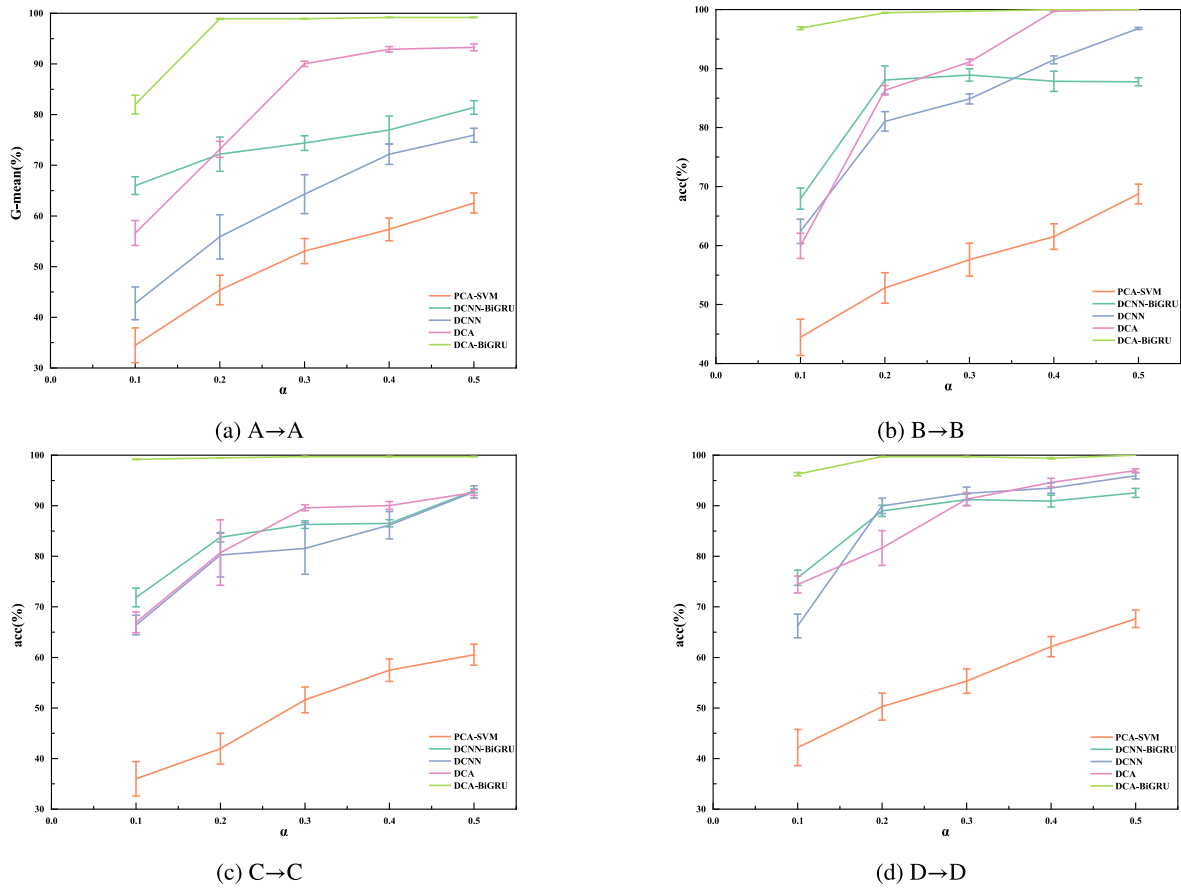 100
90
80
70
60
50
40
30
G-mean(%)
PCA-SVM
DCNN-BiGRU
DCNN
DCA
DCA-BiGRU
0.0 0.1 0.2 0.3 0.4 0.5
α
(a) A→A
100
90
80
70
60
50
40
acc(%)
PCA-SVM
DCNN-BiGRU
DCNN
DCA
DCA-BiGRU
0.0 0.1 0.2 0.3 0.4 0.5
α
(b) B→B
100
90
80
70
60
50
40
30
acc(%)
PCA-SVM
DCNN-BiGRU
DCNN
DCA
DCA-BiGRU
0.0 0.1 0.2 0.3 0.4 0.5
α
(c) C→C
100
90
80
70
60
50
40
30
acc(%)
PCA-SVM
DCNN-BiGRU
DCNN
DCA
DCA-BiGRU
0.0 0.1 0.2 0.3 0.4 0.5
α
(d) D→D